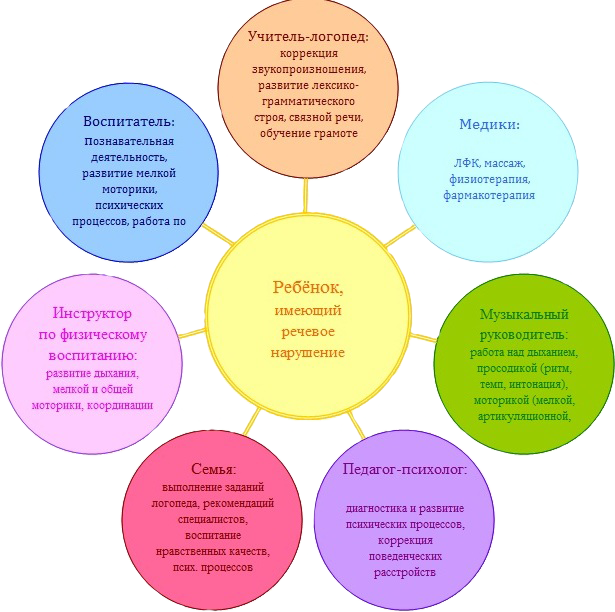 Учитель-логопед:
коррекция
звукопроизношения,
развитие лексико-
грамматического
строя, связной речи,
обучение грамоте
Медики:
ЛФК, массаж,
физиотерапия,
фармакотерапия
Музыкальный
руководитель:
работа над дыханием,
просодикой (ритм,
темп, интонация),
моторикой (мелкой,
артикуляционной,
Педагог-психолог:
диагностика и развитие
психических процессов,
коррекция
поведенческих
расстройств
Семья:
выполнение заданий
логопеда, рекомендаций
специалистов,
воспитание
нравственных качеств,
псих. процессов
Инструктор
по физическому
воспитанию:
развитие дыхания,
мелкой и общей
моторики, координации
Воспитатель:
Познавательная
деятельность,
развитие мелкой
моторики,
психических
процессов, работа по
Ребёнок,
имеющий
речевое
нарушение